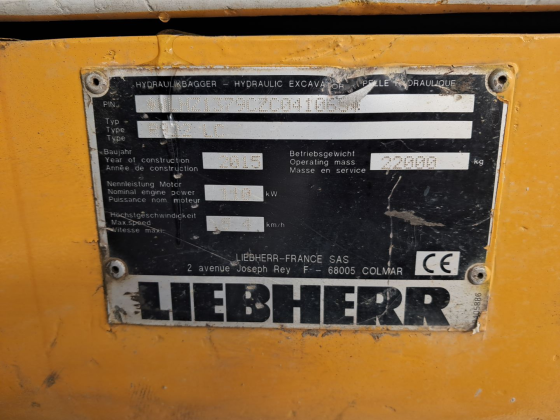 HYDRAULIKBAGGER - HYDRAULIC EXCAVATOR PELLE HYDRAULIQUE
PIN
Typ
Type
Type
Baujahr
Year of construction
Année de construction
2015
Betriebsgewicht
Operating mass
Masse en service
22000 kg
Nennleistung Motor
Nominal engine power
Puissance nom. moteur
kW
Höchstgeschwindigkeit
Max.speed
Vitesse maxi.
km/h
LIEBHERR-FRANCE SAS
2 avenue Joseph Rey F - 68005 COLMAR
CE
LIEBHERR